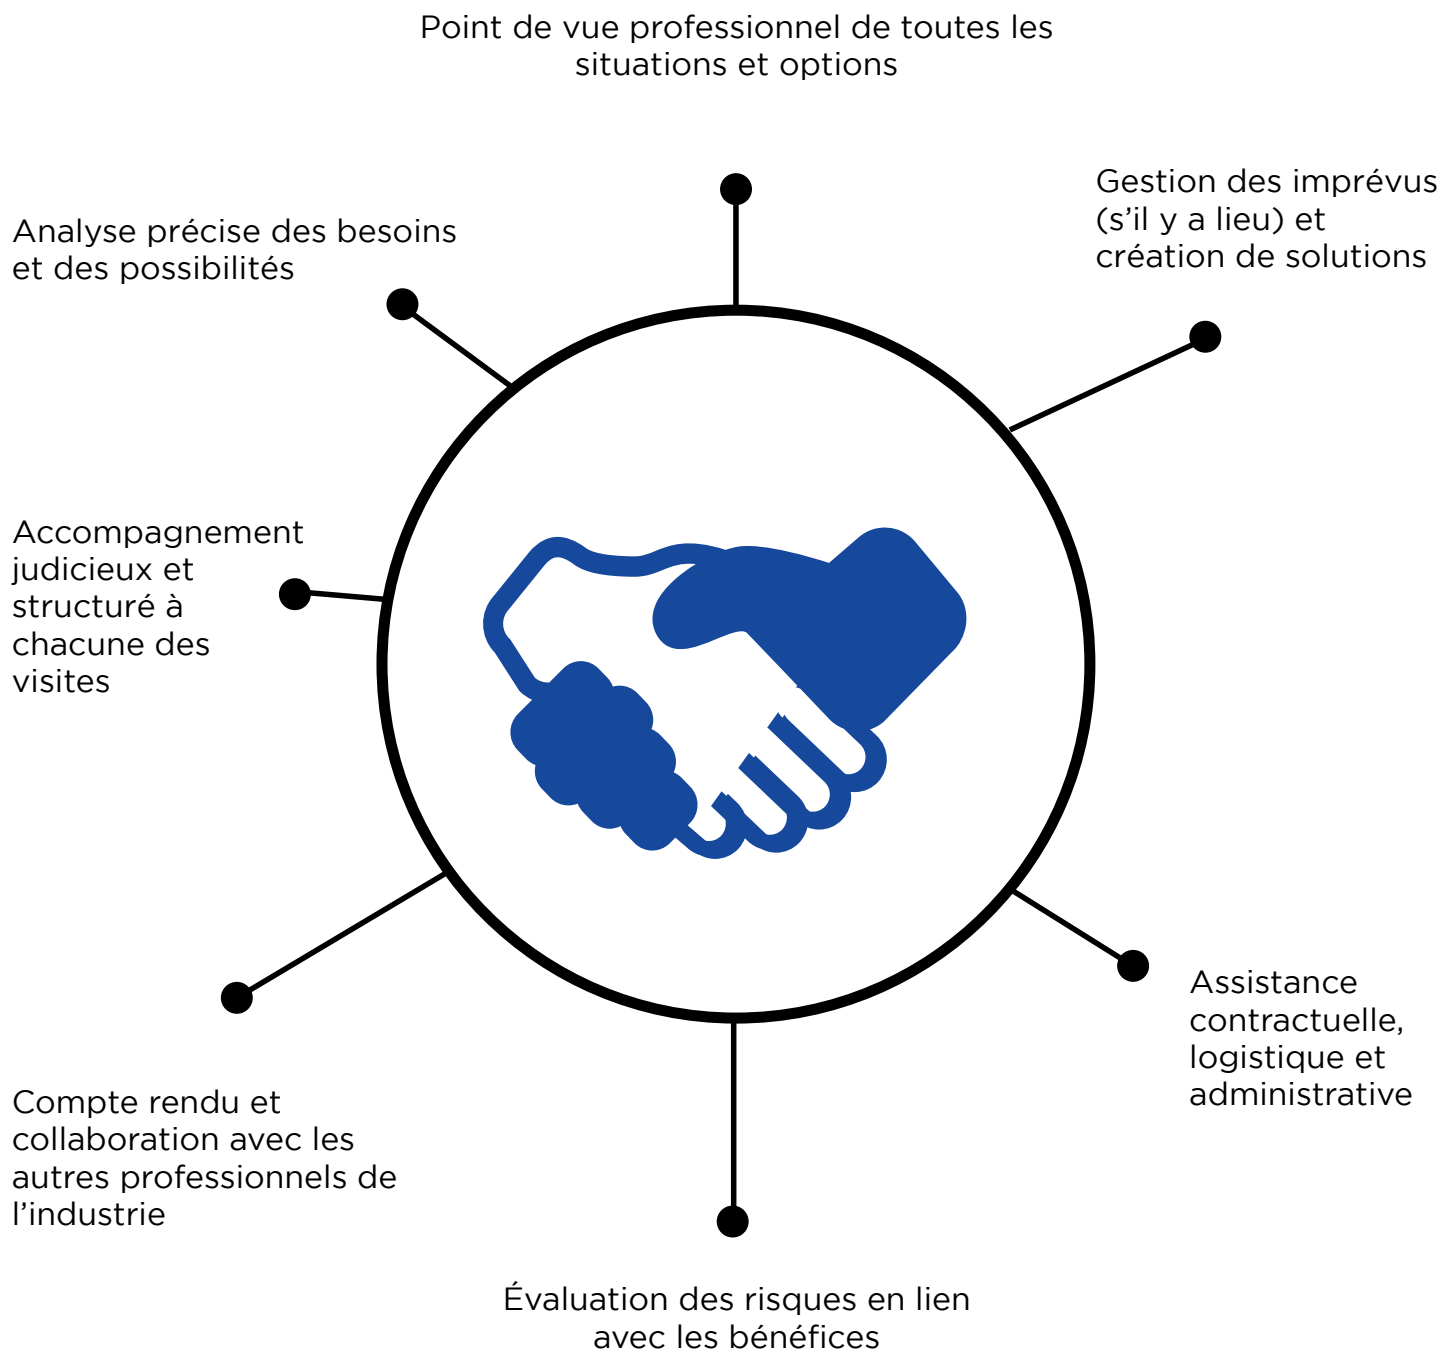 Point de vue professionnel de toutes les
situations et options
Gestion des imprévus
(s’il y a lieu) et
création de solutions
Analyse précise des besoins
et des possibilités
Accompagnement
judicieux et
structuré à
chacune des
visites
Assistance
contractuelle,
logistique et
administrative
Compte rendu et
collaboration avec les
autres professionnels de
l’industrie
Évaluation des risques en lien
avec les bénéfices